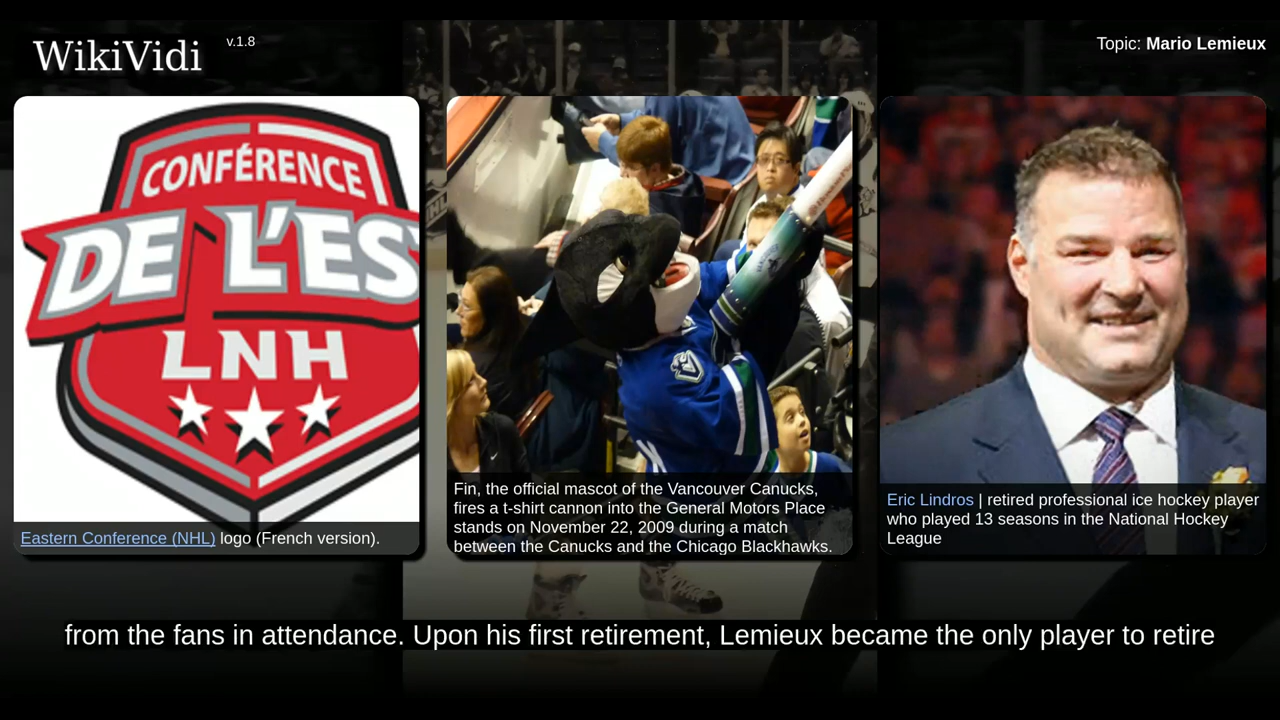 WikiVidi
v.1.8
Topic: Mario Lemieux
CONFÉRENCE
DE L'ES
LNH
Eastern Conference (NHL) logo (French version).
Fin, the official mascot of the Vancouver Canucks,
fires a t-shirt cannon into the General Motors Place
stands on November 22, 2009 during a match
between the Canucks and the Chicago Blackhawks.
Eric Lindros | retired professional ice hockey player
who played 13 seasons in the National Hockey
League
from the fans in attendance. Upon his first retirement, Lemieux became the only player to retire